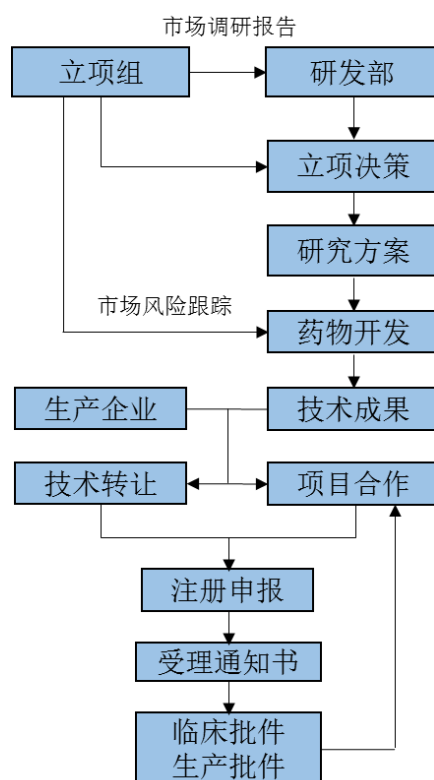 市场调研报告
立项组
研发部
立项决策
研究方案
市场风险跟踪
药物开发
生产企业
技术成果
技术转让
项目合作
注册申报
受理通知书
临床批件
生产批件